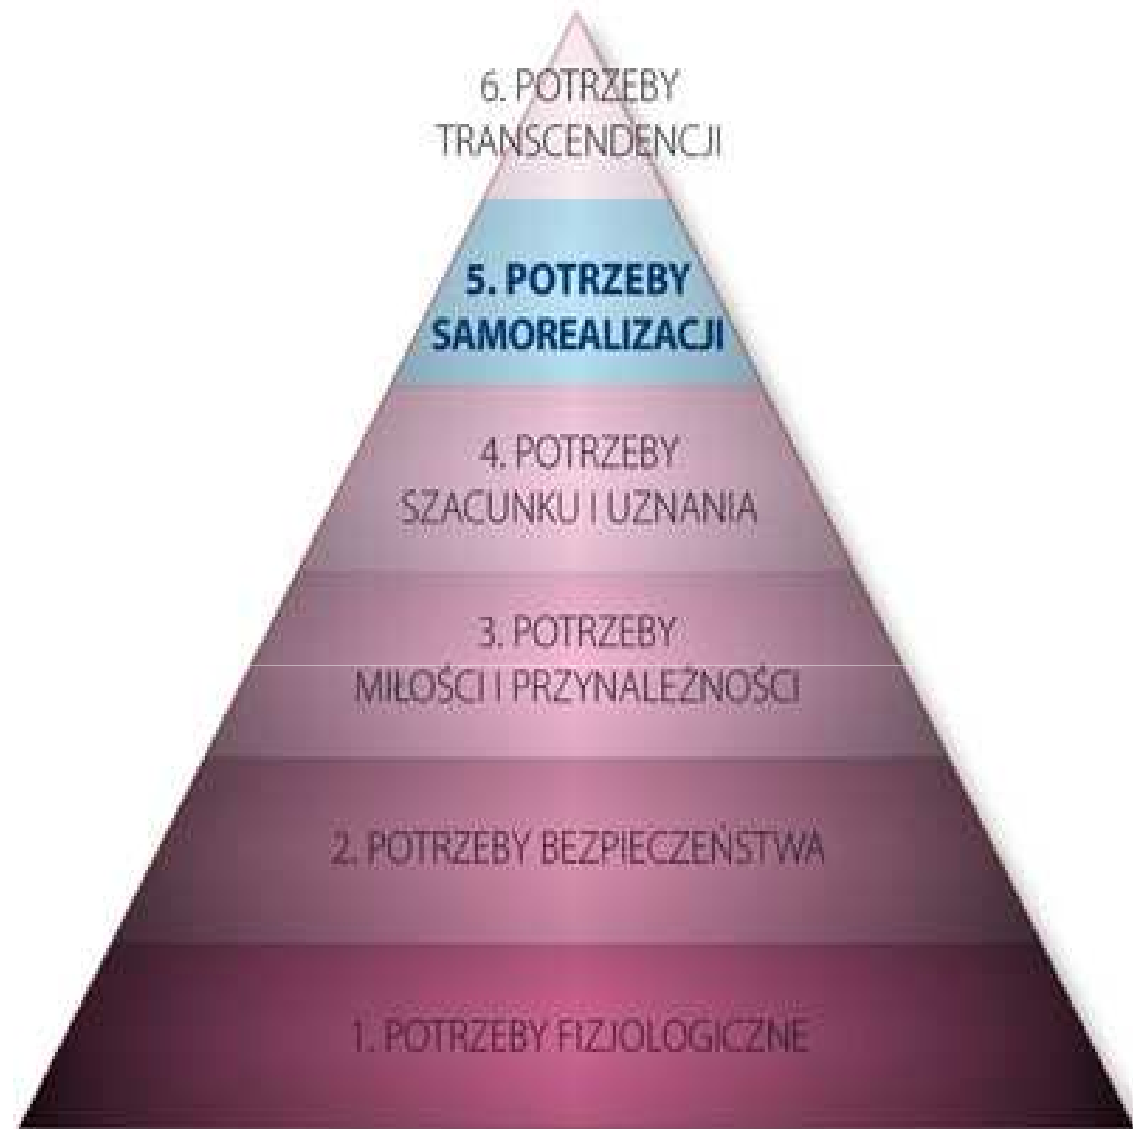 6. POTRZEBY
TRANSCENDENCJI
5. POTRZEBY
SAMOREALIZACJI
4. POTRZEBY
SZACUNKU I UZNANIA
3. POTRZEBY
MIŁOŚCI I PRZYNALEŻNOŚCI
2. POTRZEBY BEZPIECZEŃSTWA
1. POTRZEBY FIZJOLOGICZNE